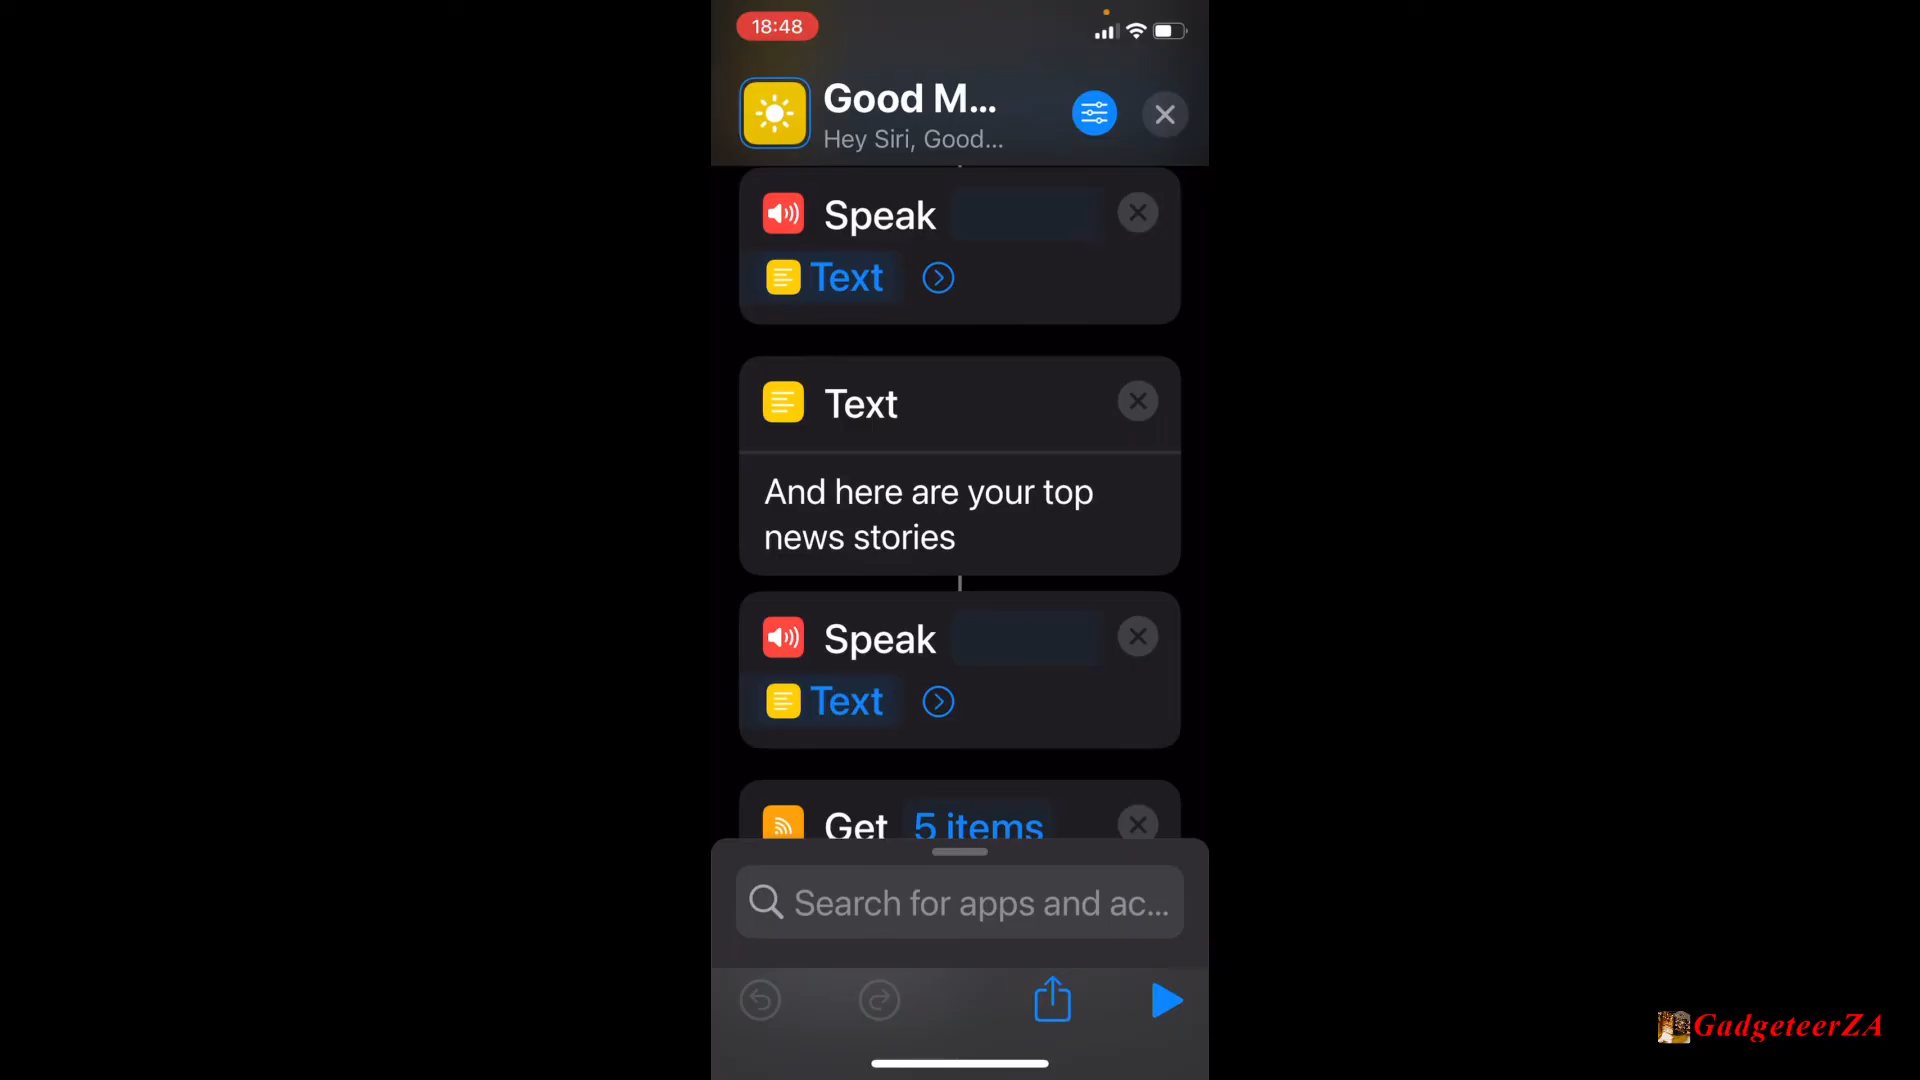 18:48
Good M...
Hey Siri, Good...
Speak
Text
Text
And here are your top
news stories
Speak
Text
Get 5 items
Search for apps and ac...
GadgeteerZA